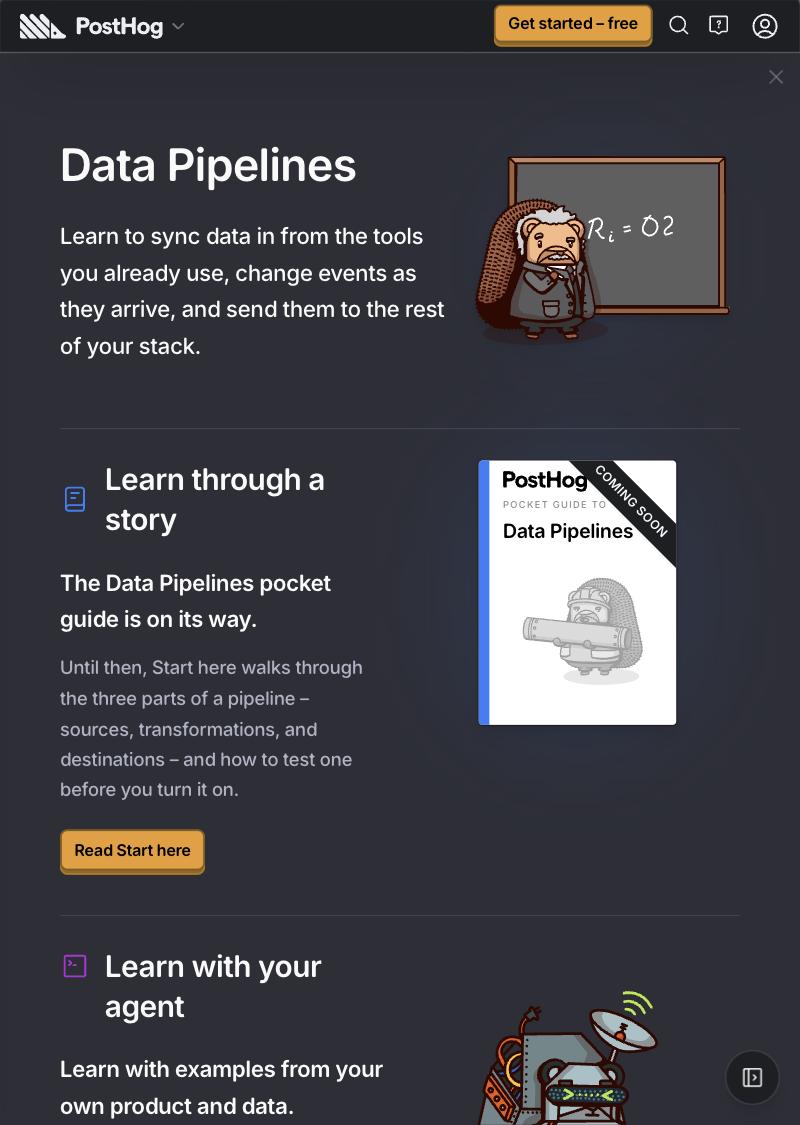 PostHog
Get started – free
Data Pipelines
Learn to sync data in from the tools
you already use, change events as
they arrive, and send them to the rest
of your stack.
Rᵢ = O2
Learn through a
story
The Data Pipelines pocket
guide is on its way.
Until then, Start here walks through
the three parts of a pipeline –
sources, transformations, and
destinations – and how to test one
before you turn it on.
Read Start here
PostHog
COMING SOON
POCKET GUIDE TO
Data Pipelines
Learn with your
agent
Learn with examples from your
own product and data.